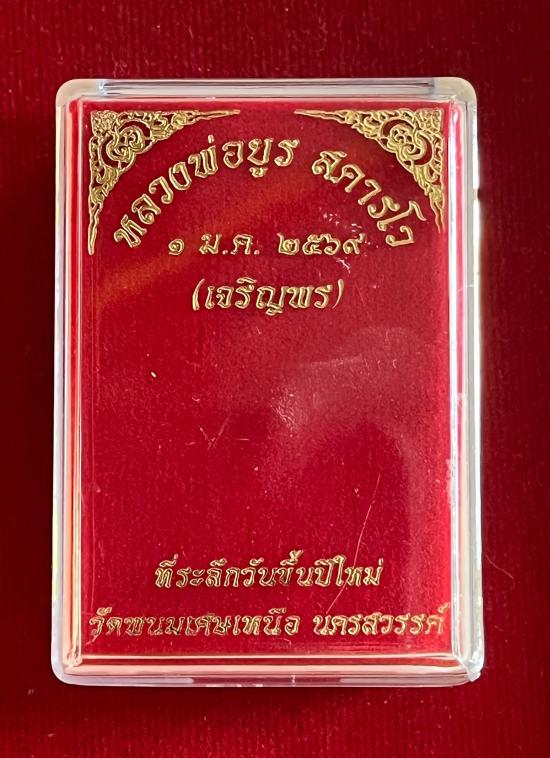 หลวงพ่อบูร สคารโว
๑ ม.ค. ๒๕๖๙
(เจริญพร)
ที่ระลึกวันขึ้นปีใหม่
วัดพนมเศษเหนือ นครสวรรค์